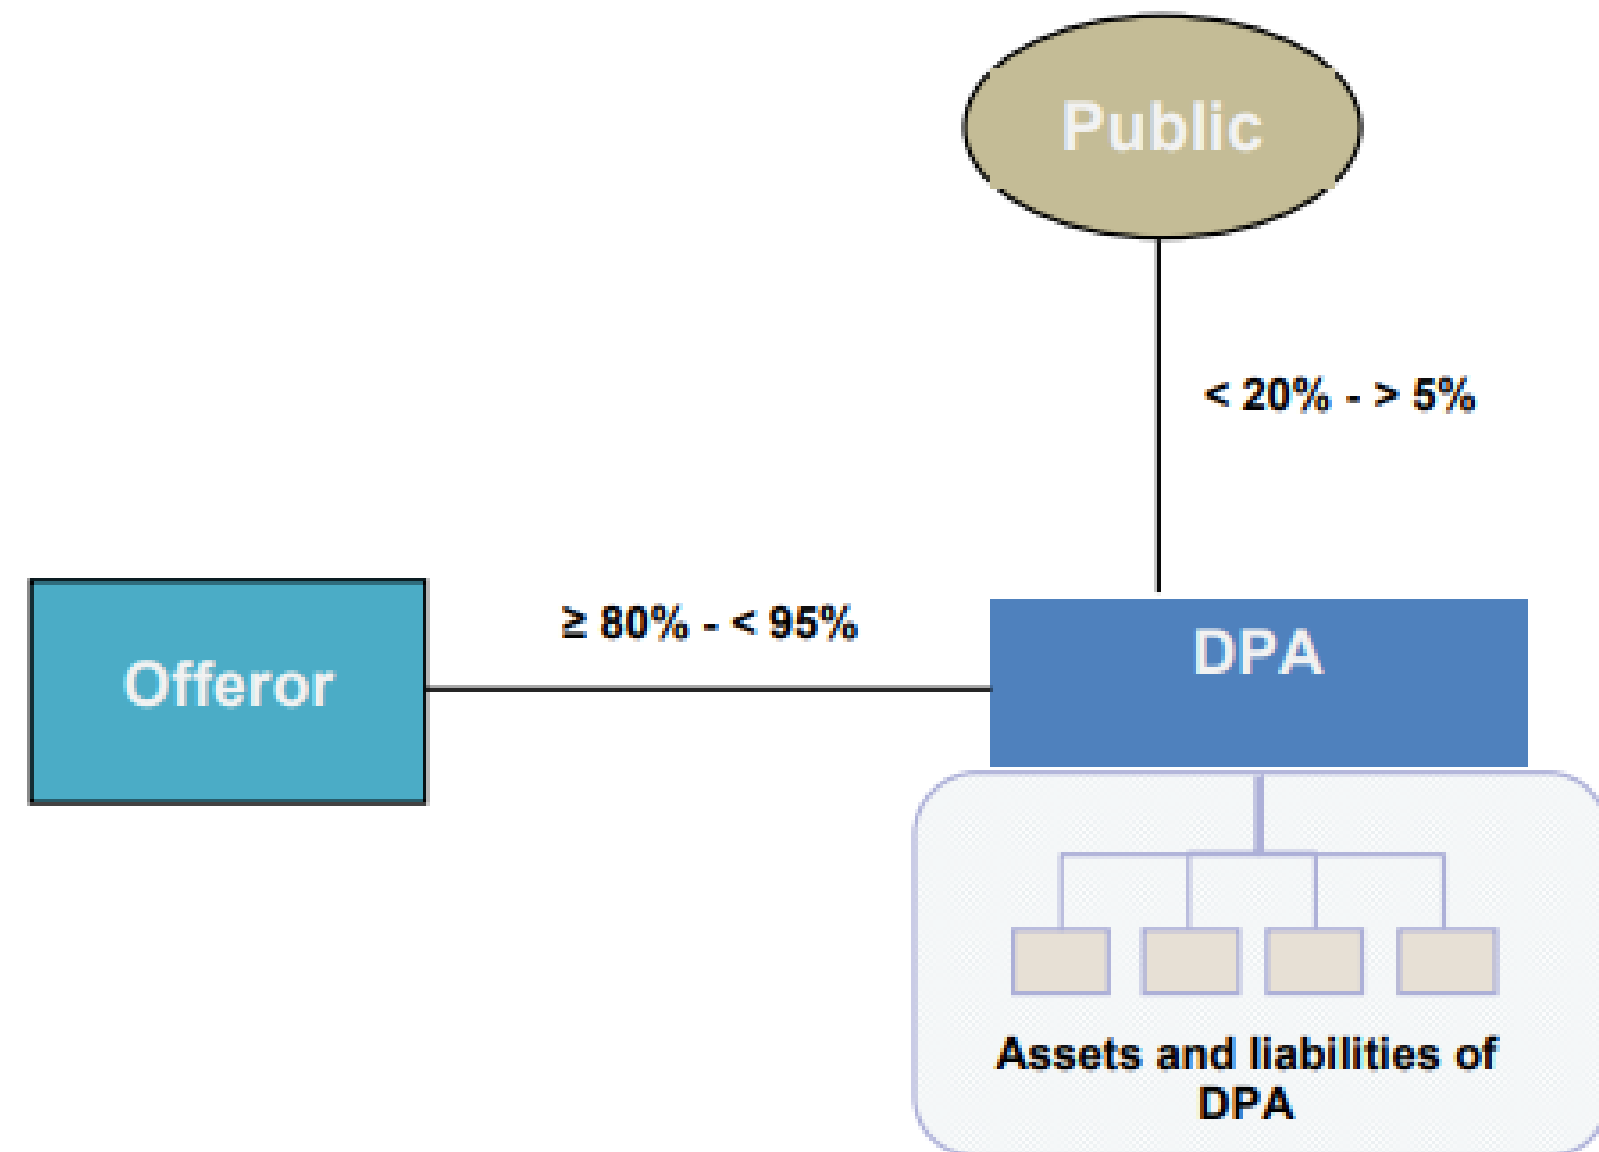 Public
< 20% - > 5%
≥ 80% - < 95%
Offeror
DPA
Assets and liabilities of
DPA